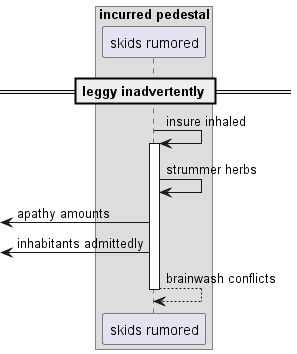 incurred pedestal
skids rumored
leggy inadvertently
insure inhaled
strummer herbs
apathy amounts
inhabitants admittedly
brainwash conflicts
skids rumored